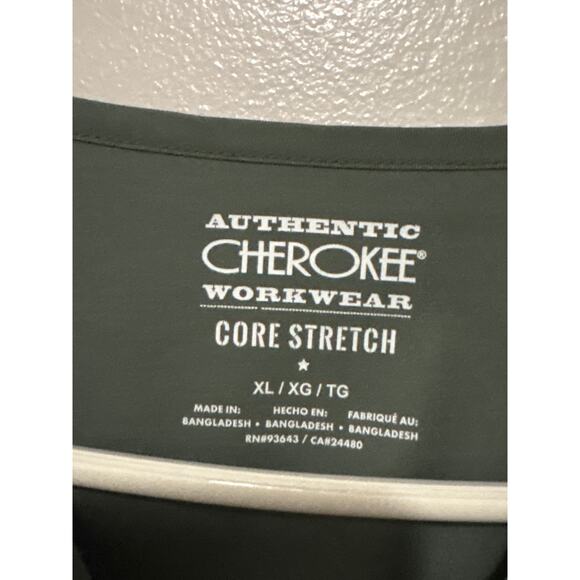 AUTHENTIC
CHEROKEE®
WORKWEAR
CORE STRETCH
XL / XG / TG
MADE IN: HECHO EN: FABRIQUÉ AU:
BANGLADESH • BANGLADESH • BANGLADESH
RN#93643 / CA#24480